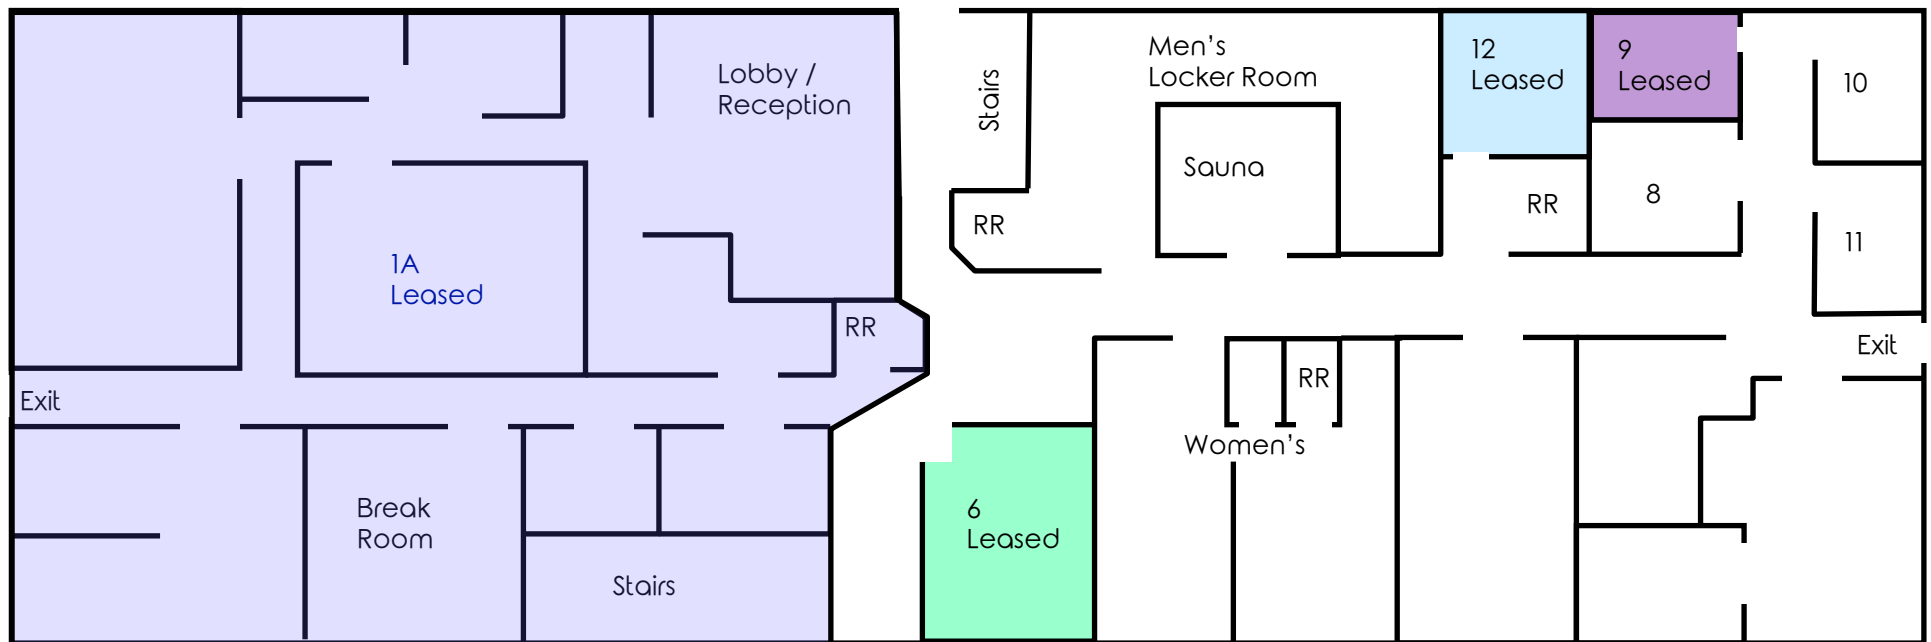 Lobby /
Reception
1A
Leased
RR
Exit
Break
Room
Stairs
Stairs
RR
Men's
Locker Room
Sauna
12
Leased
RR
9
Leased
8
10
11
Exit
RR
Women's
6
Leased